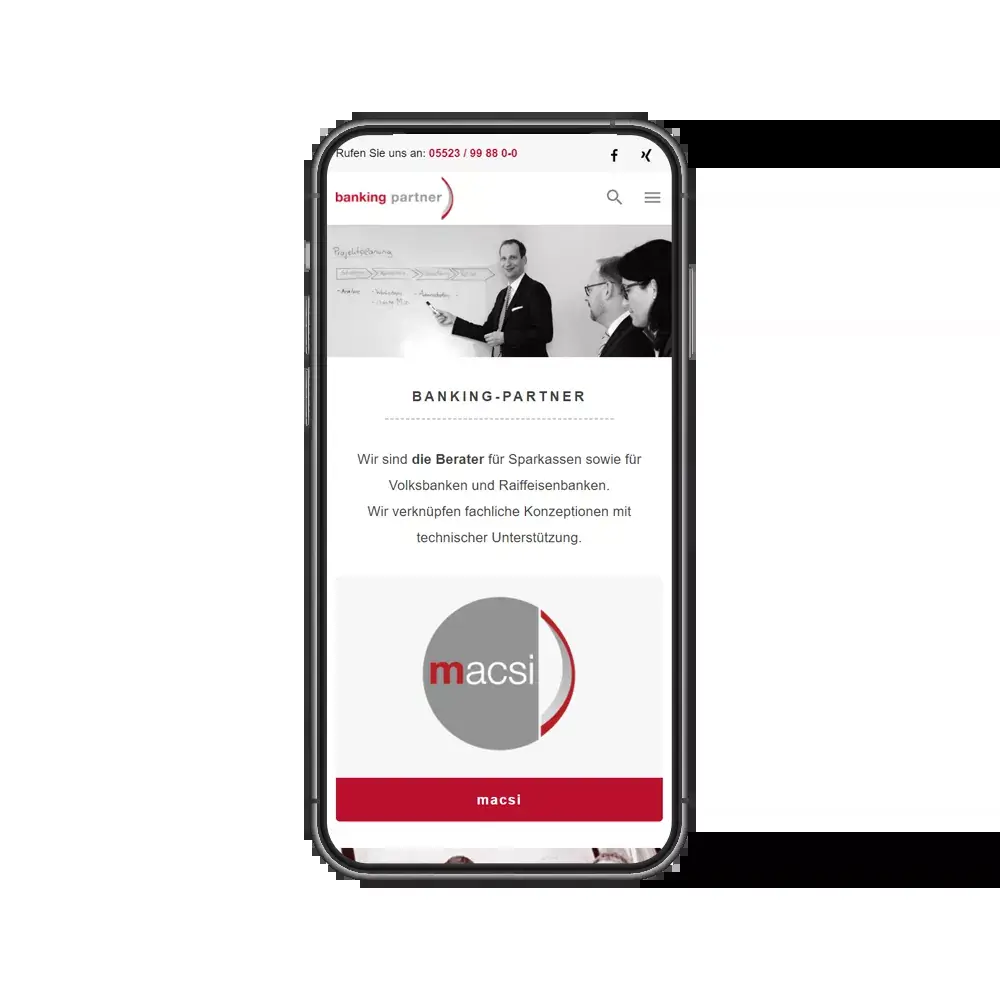 Rufen Sie uns an: 05523 / 99 88 0-0
banking partner
Projektplanung
BANKING-PARTNER
Wir sind die Berater für Sparkassen sowie für
Volksbanken und Raiffeisenbanken.
Wir verknüpfen fachliche Konzeptionen mit
technischer Unterstützung.
macsi
macsi